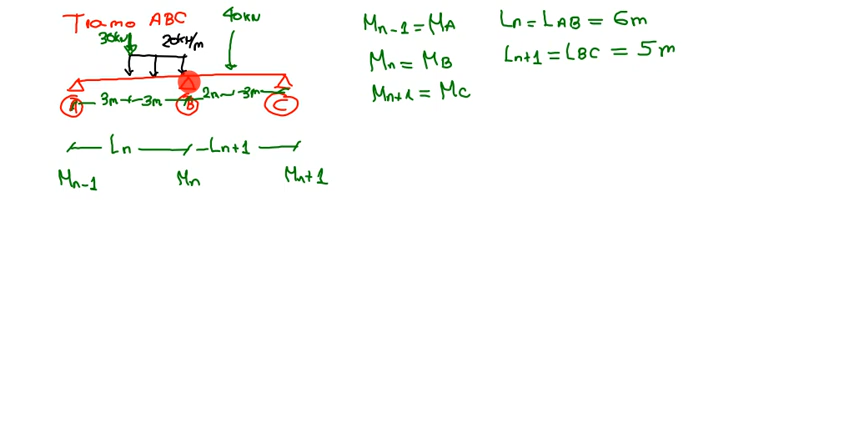 Tramo ABC
40kN
30kN
20kN/m
A
3m
3m
B
2m
3m
C
Ln
Ln+1
Mn-1
Mn
Mn+1
Mn-1 = MA
Mn = MB
Mn+1 = MC
Ln = LAB = 6m
Ln+1 = LBC = 5m